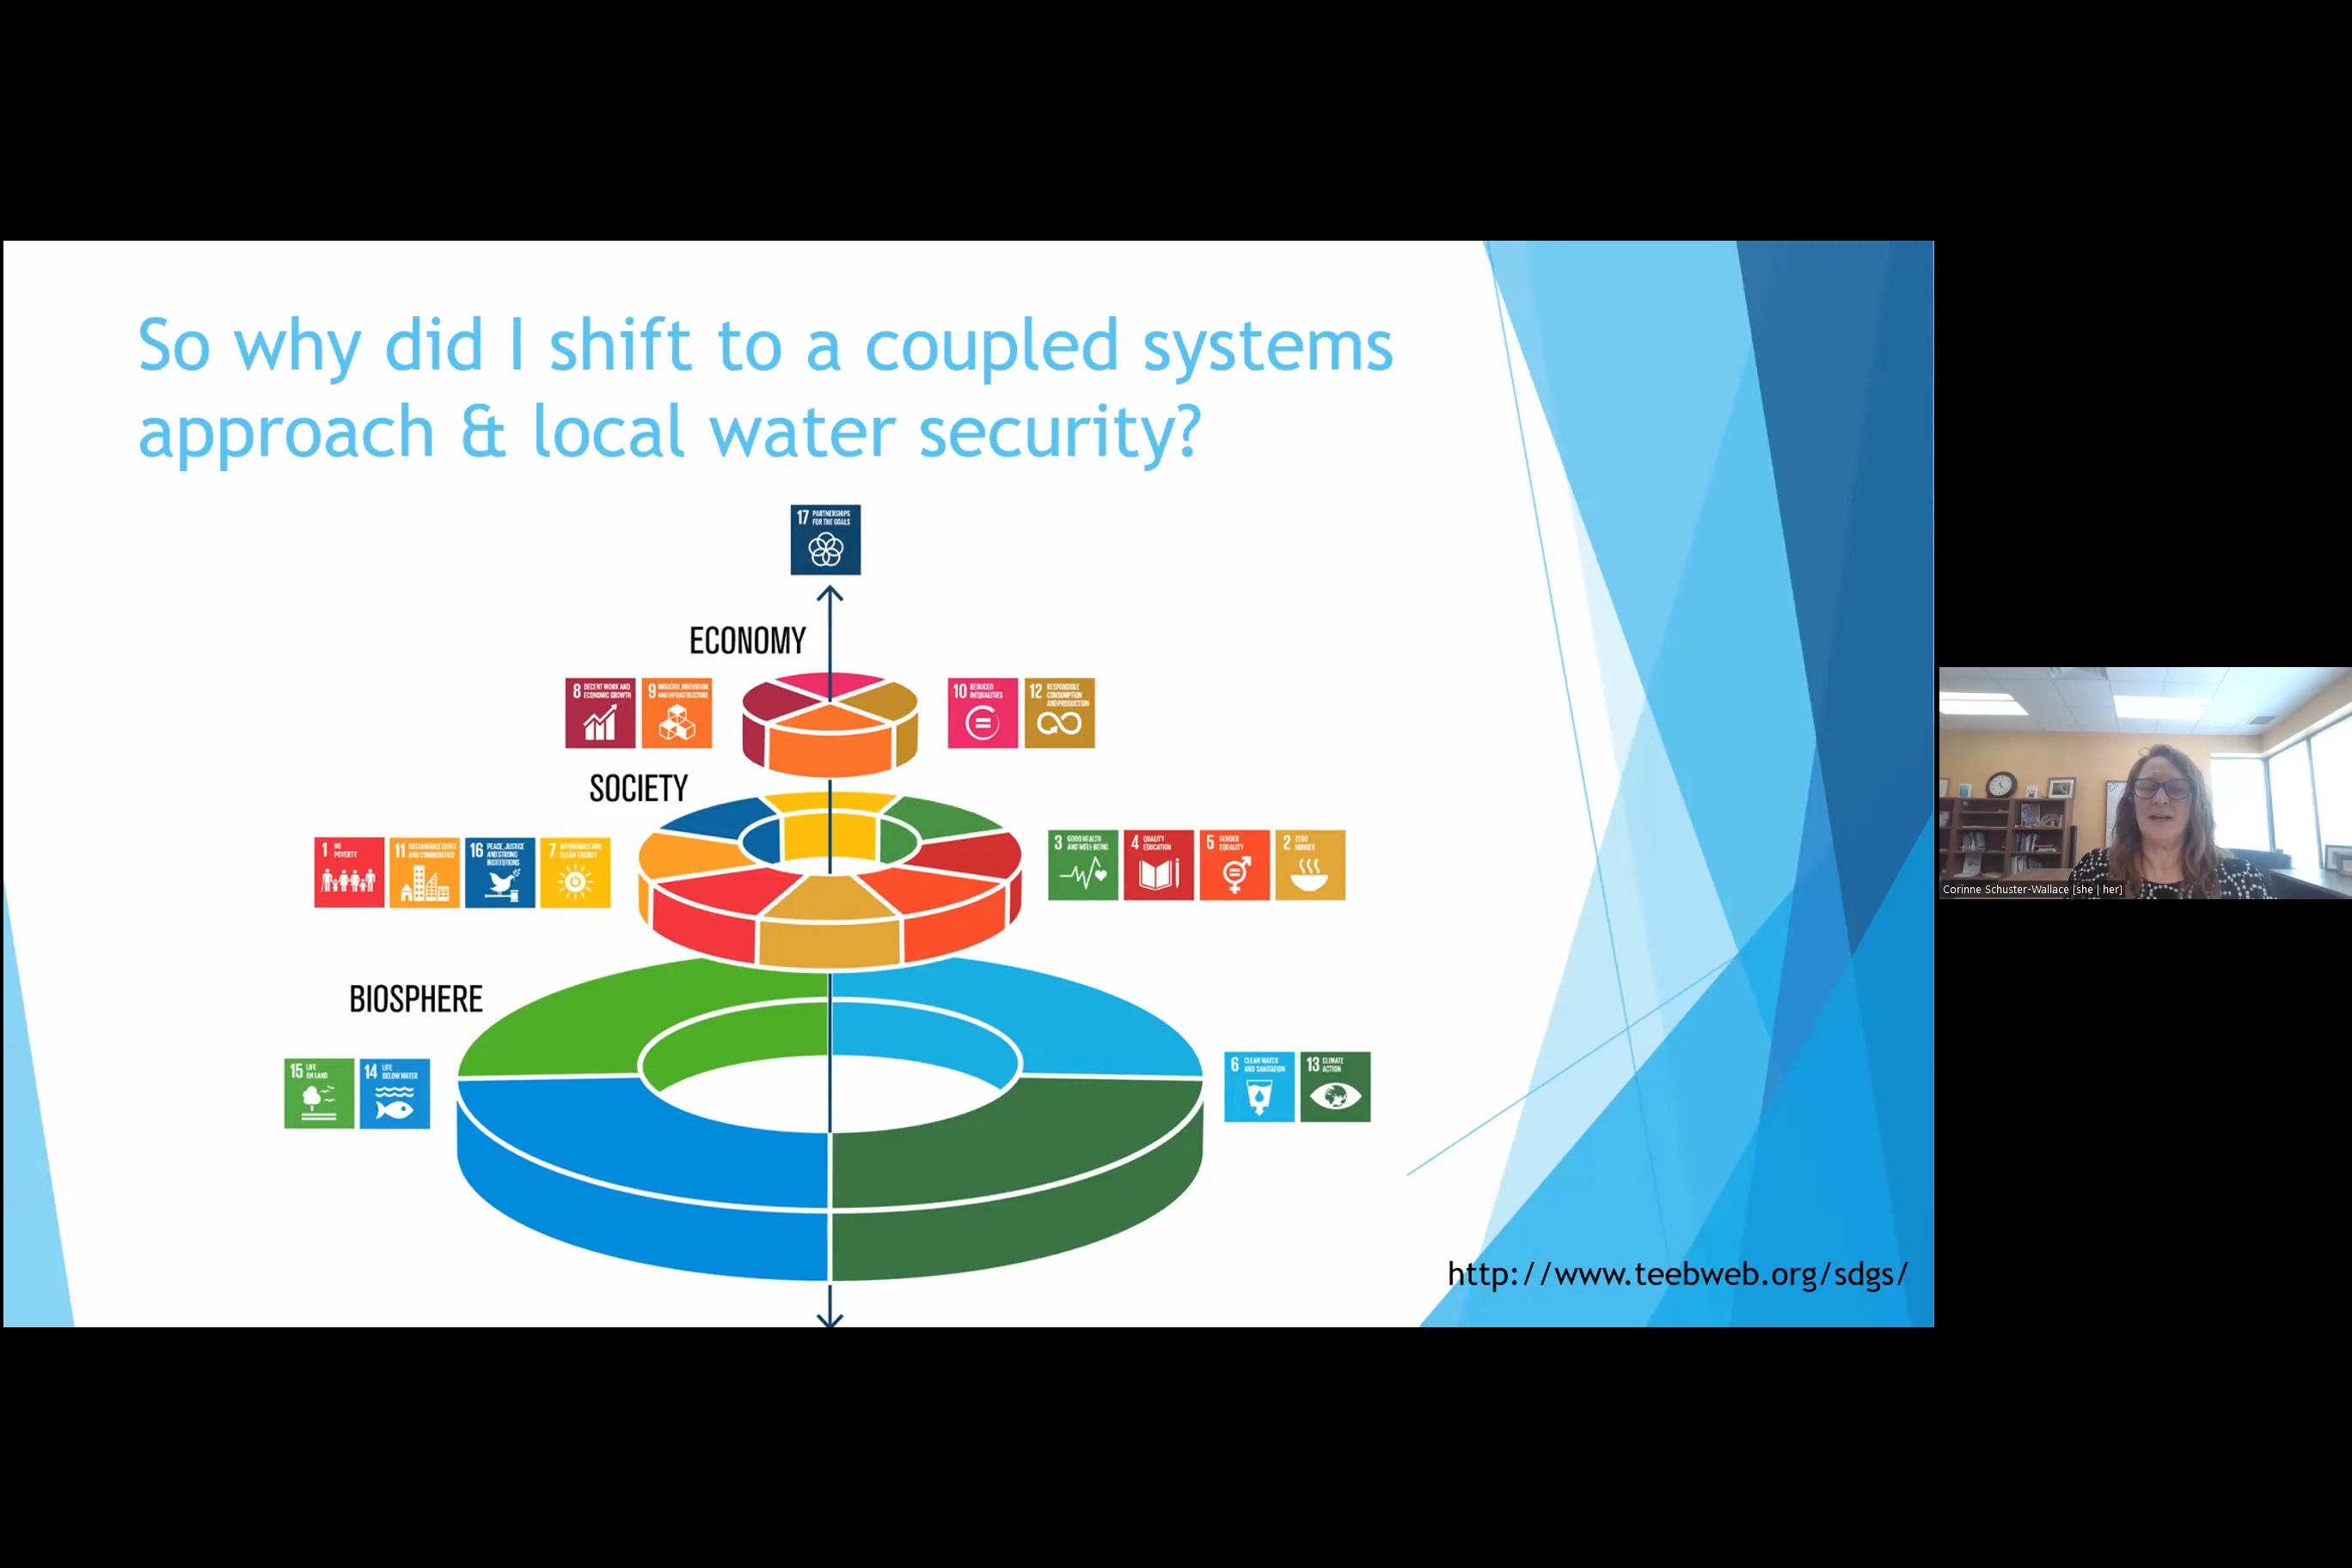 So why did I shift to a coupled systems
approach & local water security?
17 PARTNERSHIPS
FOR THE GOALS
ECONOMY
8 DECENT WORK AND
ECONOMIC GROWTH
9 INDUSTRY, INNOVATION
AND INFRASTRUCTURE
10 REDUCED
INEQUALITIES
12 RESPONSIBLE
CONSUMPTION
AND PRODUCTION
SOCIETY
1 NO
POVERTY
11 SUSTAINABLE CITIES
AND COMMUNITIES
16 PEACE, JUSTICE
AND STRONG
INSTITUTIONS
7 AFFORDABLE AND
CLEAN ENERGY
3 GOOD HEALTH
AND WELL-BEING
4 QUALITY
EDUCATION
5 GENDER
EQUALITY
2 ZERO
HUNGER
BIOSPHERE
15 LIFE
ON LAND
14 LIFE
BELOW WATER
6 CLEAN WATER
AND SANITATION
13 CLIMATE
ACTION
http://www.teebweb.org/sdgs/
Corinne Schuster-Wallace [she | her]